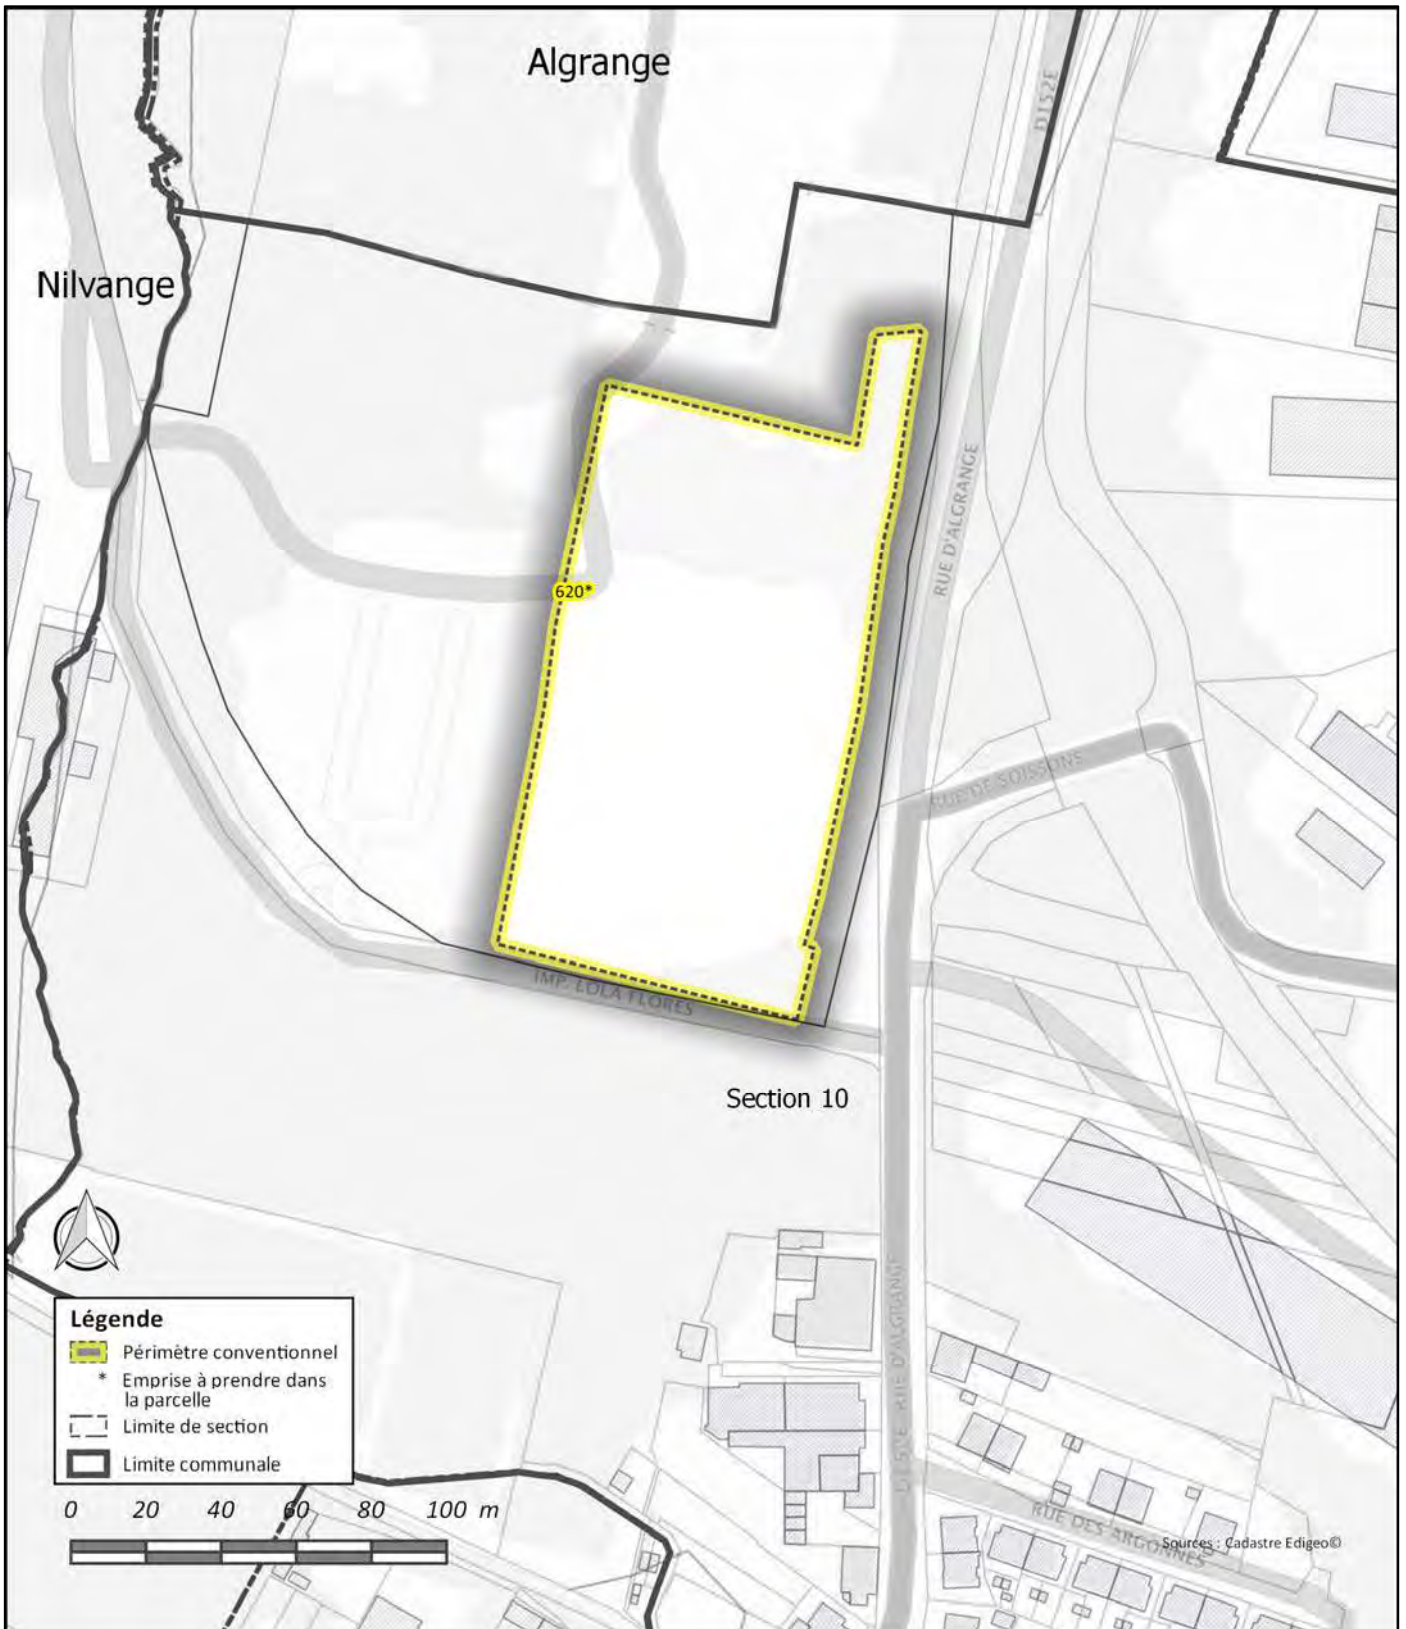 Algrange
D152E
Nilvange
RUE D'ALGRANGE
620*
RUE DE SOISSONS
IMP. LOLA FLORES
Section 10
RUE D'ALGRANGE
Légende
Périmètre conventionnel
* Emprise à prendre dans
la parcelle
Limite de section
Limite communale
0 20 40 60 80 100 m
RUE DES ARGONNES
Sources : Cadastre Edigeo©